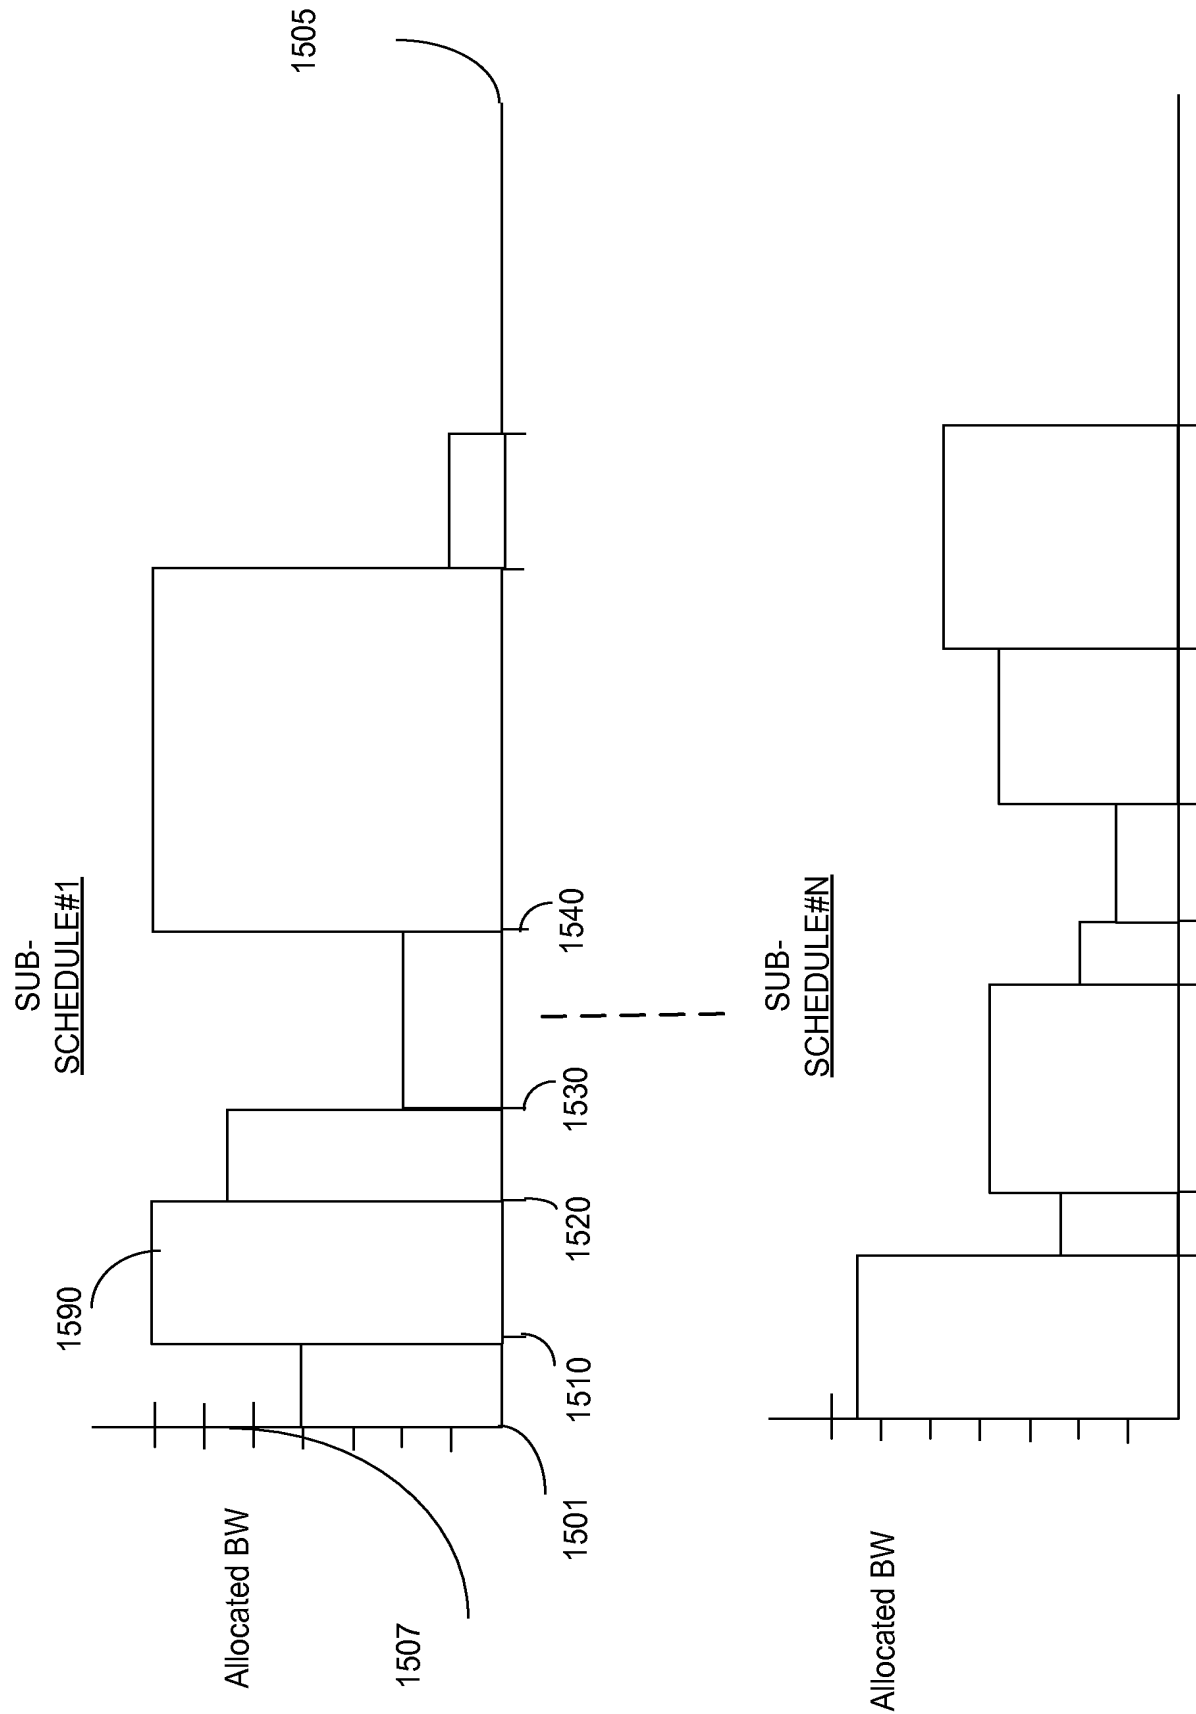 SUB-
SCHEDULE#1
1505
1590
Allocated BW
1507
1501
1510
1520
1530
1540
SUB-
SCHEDULE#N
Allocated BW